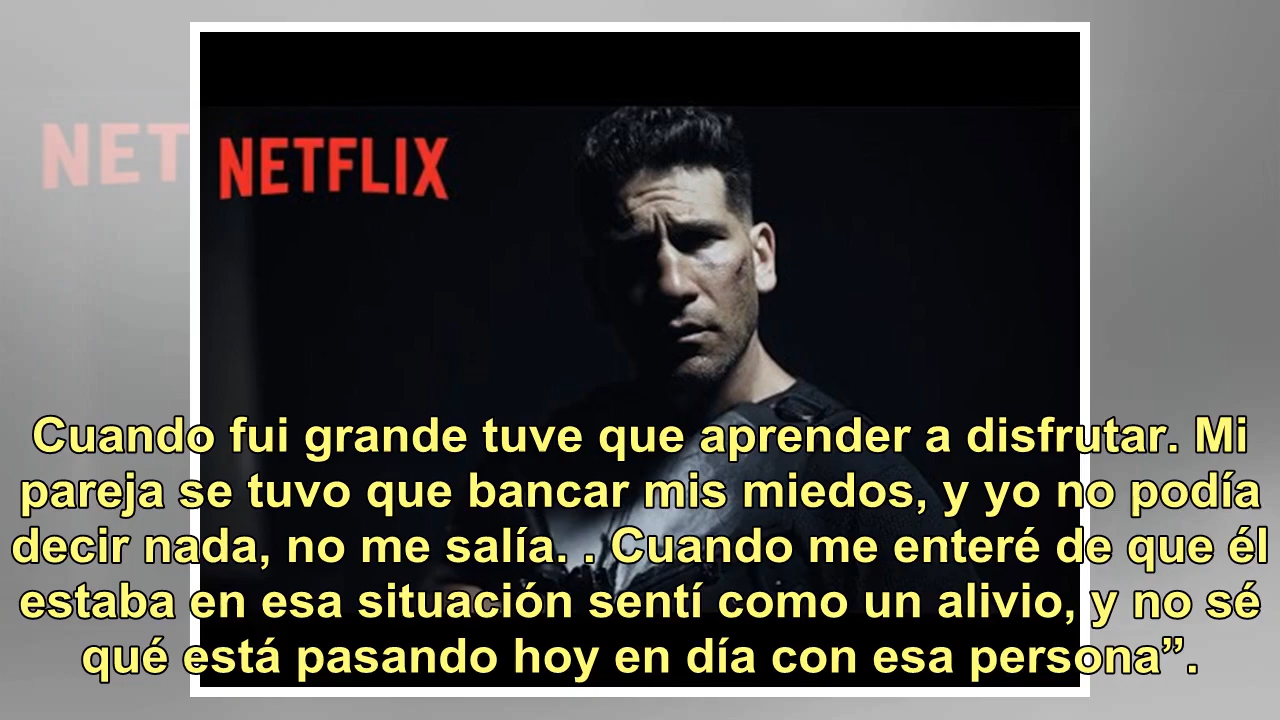 NET
NETFLIX
Cuando fui grande tuve que aprender a disfrutar. Mi
pareja se tuvo que bancar mis miedos, y yo no podía
decir nada, no me salía. . Cuando me enteré de que él
estaba en esa situación sentí como un alivio, y no sé
qué está pasando hoy en día con esa persona”.